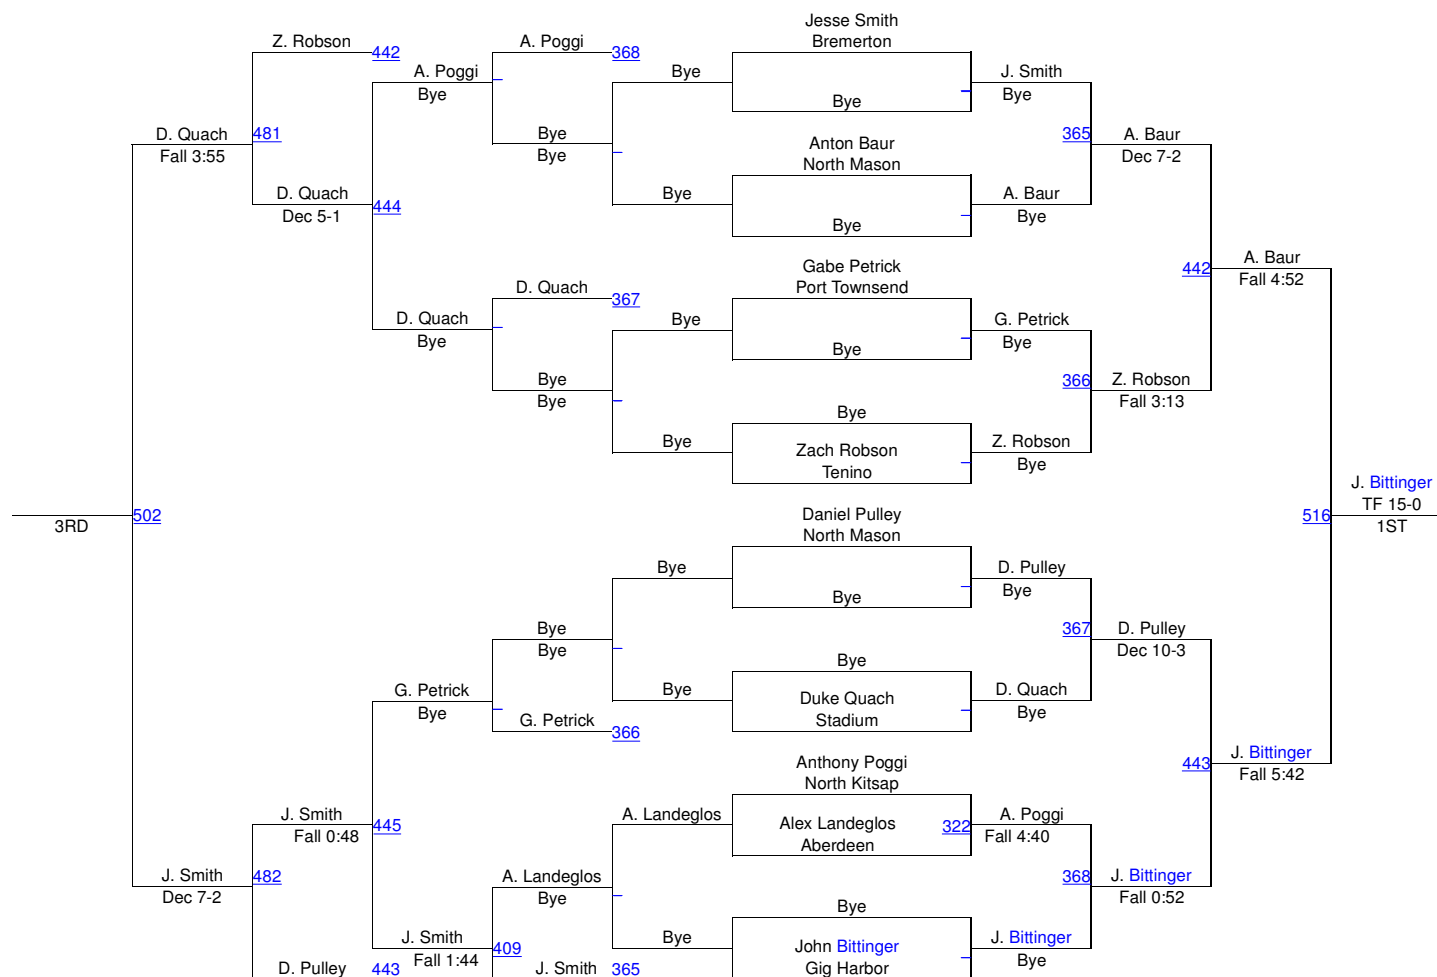 Jesse Smith
Z. Robson 442 A. Poggi 368 Bremerton
A. Poggi Bye J. Smith
Bye Bye Bye
D. Quach 481 Bye 365 A. Baur
Fall 3:55 Bye Anton Baur Dec 7-2
North Mason
D. Quach 444 Bye A. Baur
Dec 5-1 Bye Bye
Gabe Petrick 442 A. Baur
D. Quach 367 Port Townsend Fall 4:52
D. Quach Bye G. Petrick
Bye Bye Bye
Bye 366 Z. Robson
Bye Bye Fall 3:13
Bye Zach Robson Z. Robson
Tenino Bye
J. Bittinger
502 Daniel Pulley 516 TF 15-0
3RD North Mason 1ST
Bye D. Pulley
Bye Bye
Bye 367 D. Pulley
Bye Bye Dec 10-3
G. Petrick Bye Duke Quach D. Quach
Bye G. Petrick 366 Stadium Bye
Anthony Poggi 443 J. Bittinger
North Kitsap Fall 5:42
J. Smith 445 A. Landeglos Alex Landeglos 322 A. Poggi
Fall 0:48 Aberdeen Fall 4:40
J. Smith 482 A. Landeglos 368 J. Bittinger
Dec 7-2 Bye Bye Fall 0:52
J. Smith 409 Bye John Bittinger J. Bittinger
D. Pulley 443 Fall 1:44 J. Smith 365 Gig Harbor Bye